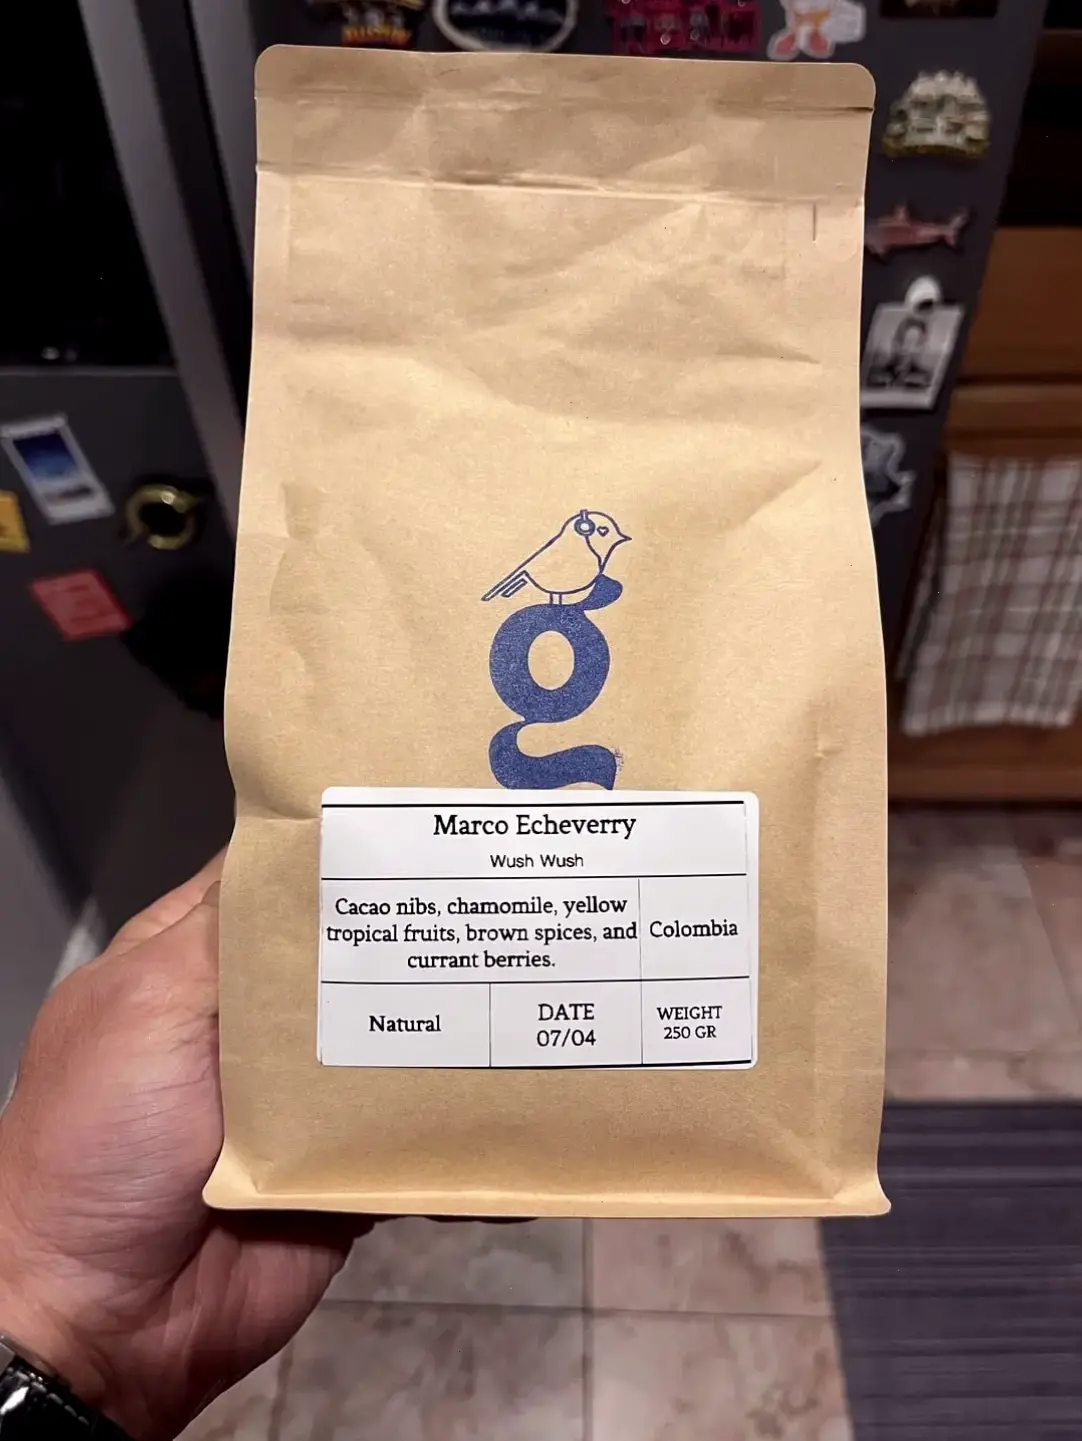 g
Marco Echeverry
Wush Wush
Cacao nibs, chamomile, yellow
tropical fruits, brown spices, and
currant berries.
Colombia
Natural
DATE
07/04
WEIGHT
250 GR